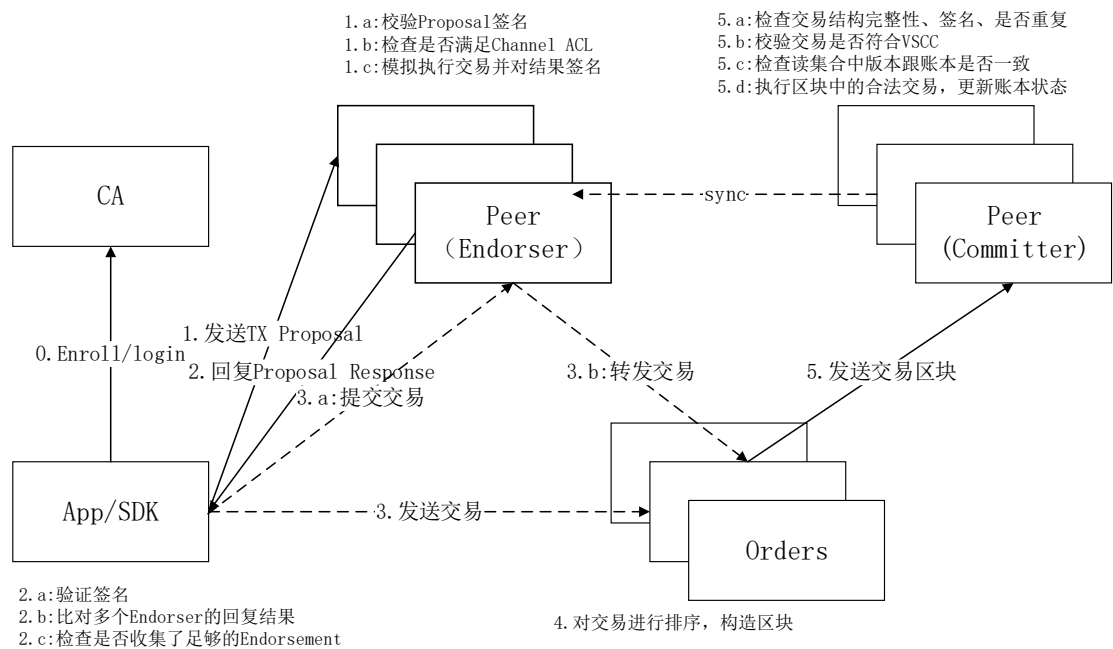 1.a:校验Proposal签名
1.b:检查是否满足Channel ACL
1.c:模拟执行交易并对结果签名
5.a:检查交易结构完整性、签名、是否重复
5.b:校验交易是否符合VSCC
5.c:检查读集合中版本跟账本是否一致
5.d:执行区块中的合法交易，更新账本状态
CA
sync
Peer
（Endorser）
Peer
(Committer)
1.发送TX Proposal
0.Enroll/login
2.回复Proposal Response
3.a:提交交易
3.b:转发交易
5.发送交易区块
App/SDK
3.发送交易
Orders
2.a:验证签名
2.b:比对多个Endorser的回复结果
2.c:检查是否收集了足够的Endorsement
4.对交易进行排序，构造区块